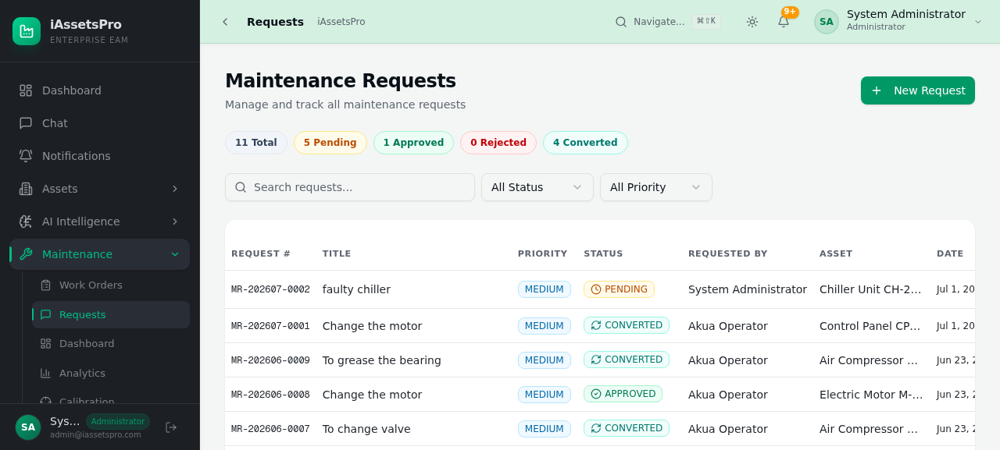 iAssetsPro
ENTERPRISE EAM
Dashboard
Chat
Notifications
Assets
AI Intelligence
Maintenance
Work Orders
Requests
Dashboard
Analytics
Calibration
SA
Sys...
Administrator
admin@iassetspro.com
Requests
iAssetsPro
Navigate...
⌘⇧K
9+
SA
System Administrator
Administrator
Maintenance Requests
Manage and track all maintenance requests
New Request
11 Total
5 Pending
1 Approved
0 Rejected
4 Converted
Search requests...
All Status
All Priority
REQUEST # TITLE PRIORITY STATUS REQUESTED BY ASSET DATE
MR-202607-0002 faulty chiller MEDIUM PENDING System Administrator Chiller Unit CH-2... Jul 1, 20
MR-202607-0001 Change the motor MEDIUM CONVERTED Akua Operator Control Panel CP... Jul 1, 20
MR-202606-0009 To grease the bearing MEDIUM CONVERTED Akua Operator Air Compressor ... Jun 23, 2
MR-202606-0008 Change the motor MEDIUM APPROVED Akua Operator Electric Motor M-... Jun 23, 2
MR-202606-0007 To change valve MEDIUM CONVERTED Akua Operator Air Compressor ... Jun 23, 2